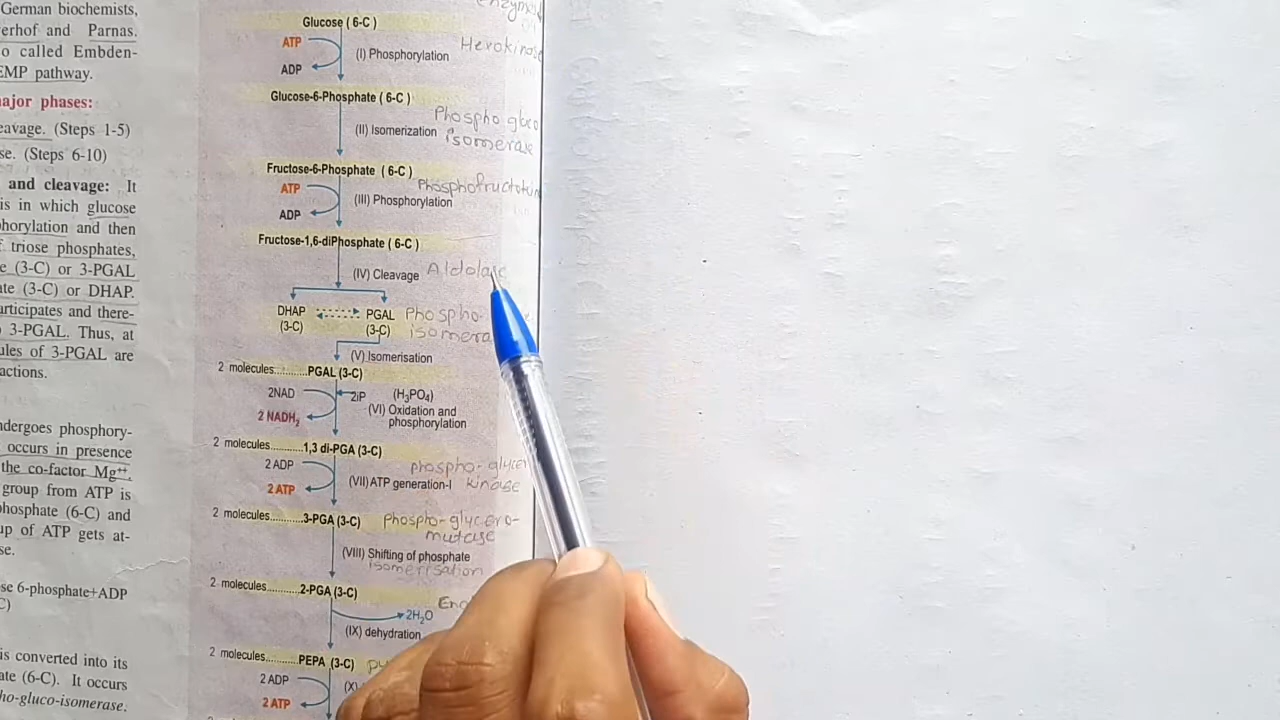 German biochemists,
erhof and Parnas.
o called Embden-
EMP pathway.
ajor phases:
eavage. (Steps 1-5)
se. (Steps 6-10)
and cleavage: It
is in which glucose
horylation and then
f triose phosphates,
e (3-C) or 3-PGAL
ate (3-C) or DHAP.
articipates and there-
o 3-PGAL. Thus, at
ules of 3-PGAL are
actions.
ndergoes phosphory-
occurs in presence
the co-factor Mg⁺⁺.
group from ATP is
hosphate (6-C) and
up of ATP gets at-
se.
se 6-phosphate+ADP
C)
is converted into its
ate (6-C). It occurs
ho-gluco-isomerase.
enzymes
Glucose ( 6-C )
ATP
(I) Phosphorylation Hexokinase
ADP
Glucose-6-Phosphate ( 6-C )
Phospho gluco
(II) Isomerization isomerase
Fructose-6-Phosphate ( 6-C )
ATP Phosphofructokin
(III) Phosphorylation
ADP
Fructose-1,6-diPhosphate ( 6-C )
(IV) Cleavage Aldolase
DHAP PGAL Phospho-
(3-C) (3-C) isomera
(V) Isomerisation
2 molecules............PGAL (3-C)
2NAD 2iP (H₃PO₄)
2 NADH₂ (VI) Oxidation and
phosphorylation
2 molecules............1,3 di-PGA (3-C)
2 ADP phospho-glycer
(VII) ATP generation-I kinase
2 ATP
2 molecules............3-PGA (3-C) Phospho-glycero-
mutase
(VIII) Shifting of phosphate
isomerisation
2 molecules............2-PGA (3-C)
2H₂O Eno
(IX) dehydration
2 molecules............PEPA (3-C) py
2 ADP
(X)
2 ATP